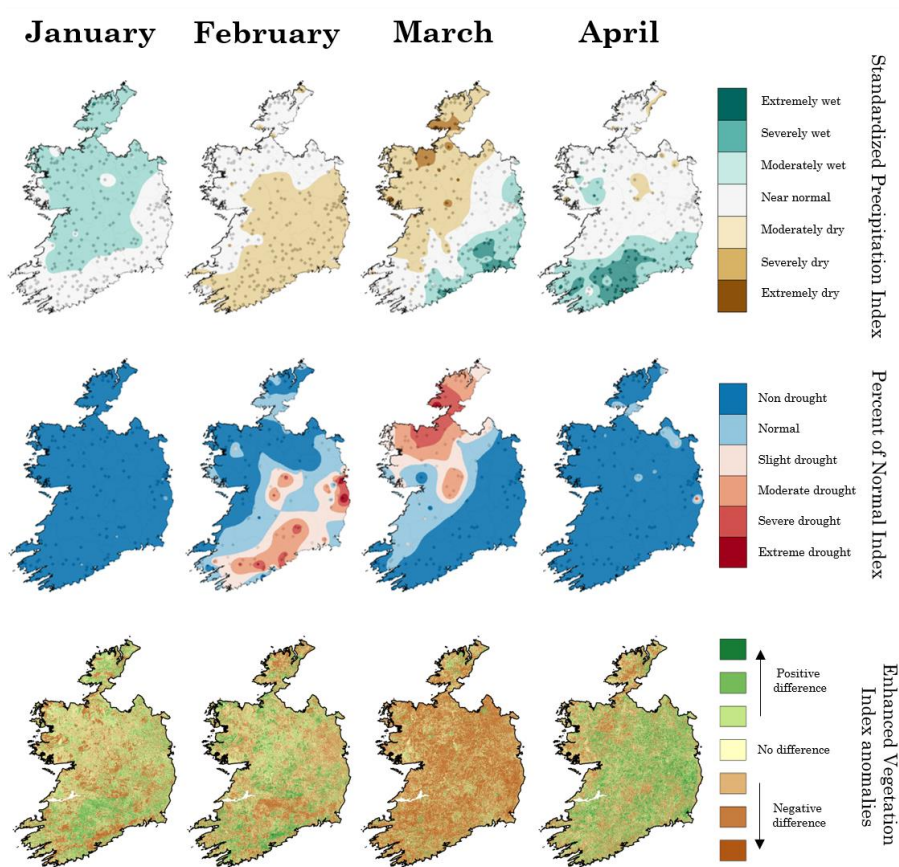 January
February
March
April
Standardized Precipitation Index
Extremely wet
Severely wet
Moderately wet
Near normal
Moderately dry
Severely dry
Extremely dry
Percent of Normal Index
Non drought
Normal
Slight drought
Moderate drought
Severe drought
Extreme drought
Enhanced Vegetation
Index anomalies
Positive
difference
No difference
Negative
difference